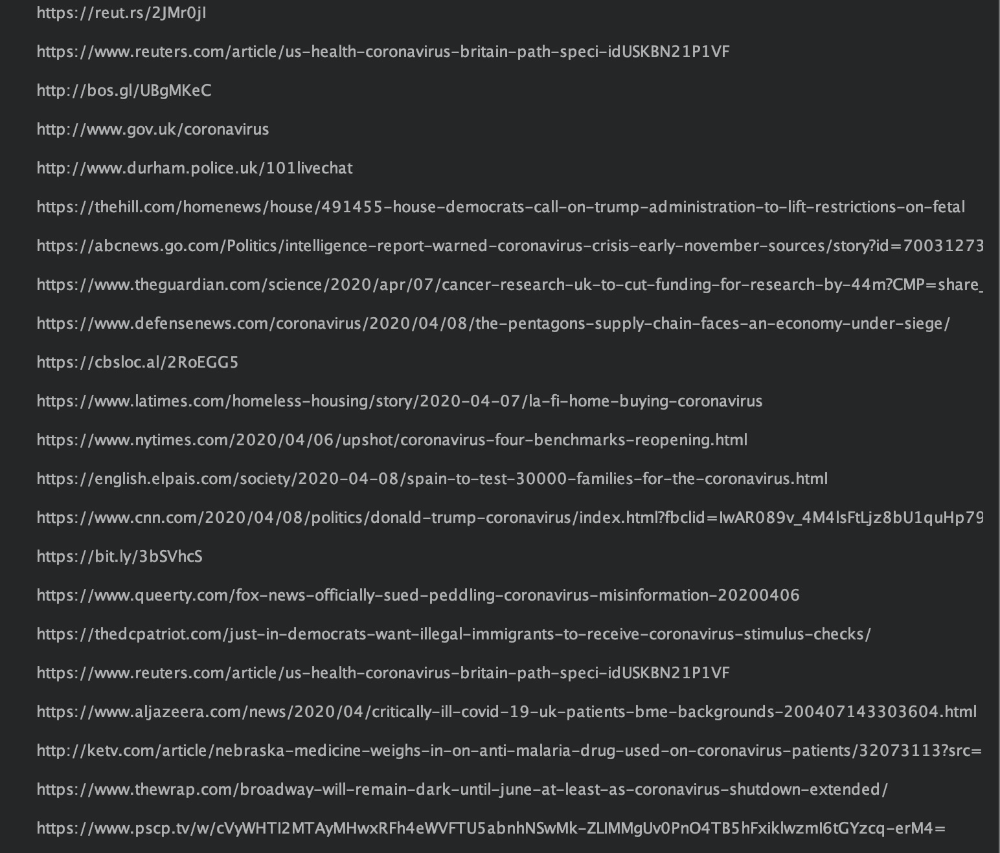 https://reut.rs/2JMr0jI
https://www.reuters.com/article/us-health-coronavirus-britain-path-speci-idUSKBN21P1VF
http://bos.gl/UBgMKeC
http://www.gov.uk/coronavirus
http://www.durham.police.uk/101livechat
https://thehill.com/homenews/house/491455-house-democrats-call-on-trump-administration-to-lift-restrictions-on-fetal
https://abcnews.go.com/Politics/intelligence-report-warned-coronavirus-crisis-early-november-sources/story?id=70031273
https://www.theguardian.com/science/2020/apr/07/cancer-research-uk-to-cut-funding-for-research-by-44m?CMP=share_
https://www.defensenews.com/coronavirus/2020/04/08/the-pentagons-supply-chain-faces-an-economy-under-siege/
https://cbsloc.al/2RoEGG5
https://www.latimes.com/homeless-housing/story/2020-04-07/la-fi-home-buying-coronavirus
https://www.nytimes.com/2020/04/06/upshot/coronavirus-four-benchmarks-reopening.html
https://english.elpais.com/society/2020-04-08/spain-to-test-30000-families-for-the-coronavirus.html
https://www.cnn.com/2020/04/08/politics/donald-trump-coronavirus/index.html?fbclid=IwAR089v_4M4lsFtLjz8bU1quHp79
https://bit.ly/3bSVhcS
https://www.queerty.com/fox-news-officially-sued-peddling-coronavirus-misinformation-20200406
https://thedcpatriot.com/just-in-democrats-want-illegal-immigrants-to-receive-coronavirus-stimulus-checks/
https://www.reuters.com/article/us-health-coronavirus-britain-path-speci-idUSKBN21P1VF
https://www.aljazeera.com/news/2020/04/critically-ill-covid-19-uk-patients-bme-backgrounds-200407143303604.html
http://ketv.com/article/nebraska-medicine-weighs-in-on-anti-malaria-drug-used-on-coronavirus-patients/32073113?src=
https://www.thewrap.com/broadway-will-remain-dark-until-june-at-least-as-coronavirus-shutdown-extended/
https://www.pscp.tv/w/cVyWHTI2MTAyMHwxRFh4eWVFTU5abnhNSwMk-ZLIMMgUv0PnO4TB5hFxiklwzmI6tGYzcq-erM4=